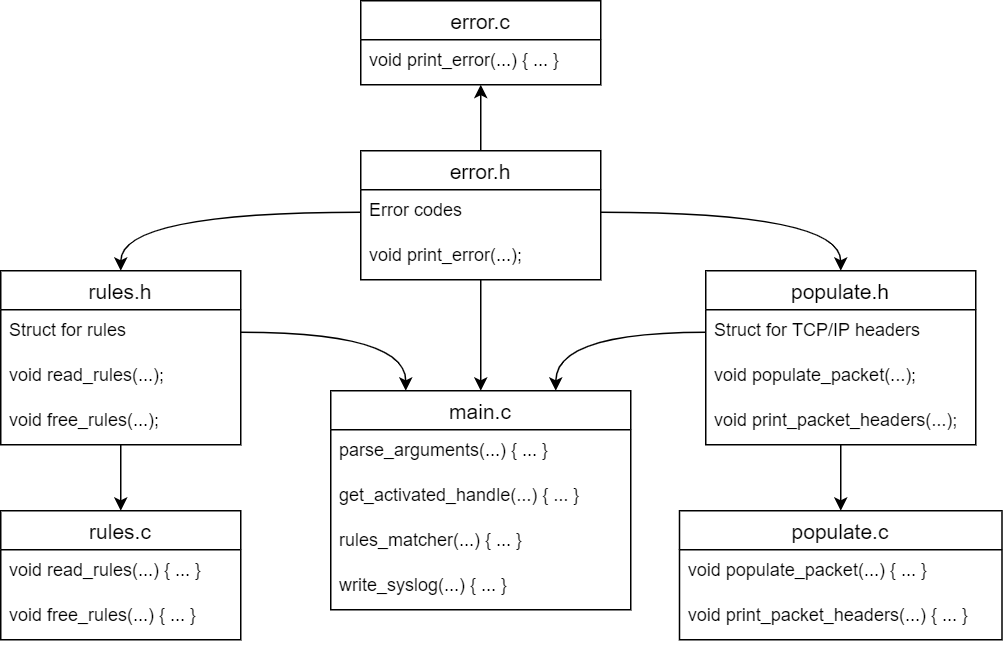 error.c
void print_error(...) { ... }
error.h
Error codes
void print_error(...);
rules.h
Struct for rules
void read_rules(...);
void free_rules(...);
populate.h
Struct for TCP/IP headers
void populate_packet(...);
void print_packet_headers(...);
main.c
parse_arguments(...) { ... }
get_activated_handle(...) { ... }
rules_matcher(...) { ... }
write_syslog(...) { ... }
rules.c
void read_rules(...) { ... }
void free_rules(...) { ... }
populate.c
void populate_packet(...) { ... }
void print_packet_headers(...) { ... }